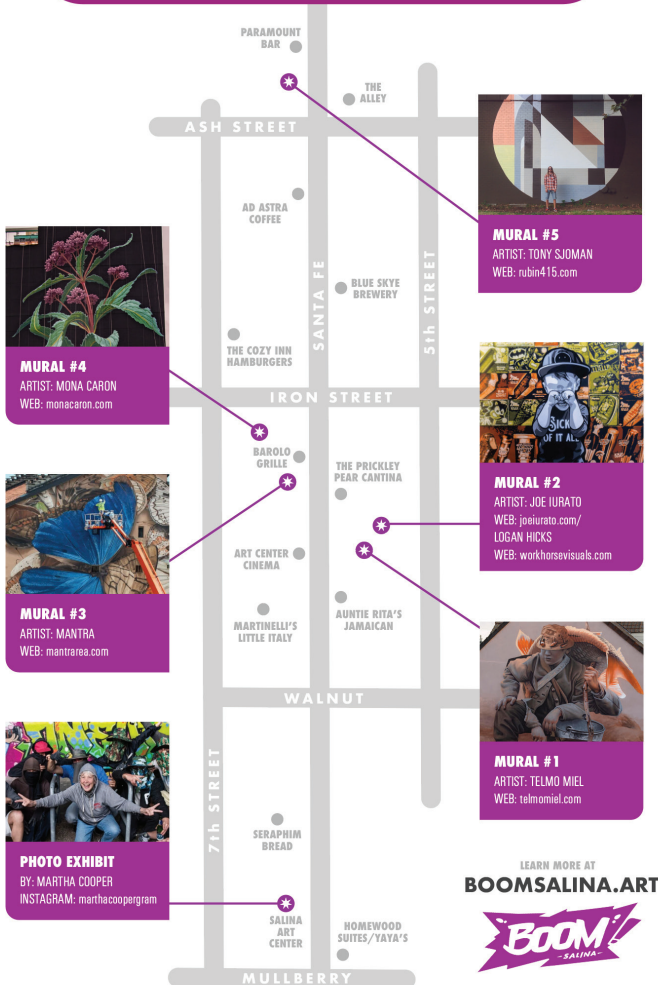 PARAMOUNT
BAR
THE
ALLEY
ASH STREET
AD ASTRA
COFFEE
MURAL #5
ARTIST: TONY SJOMAN
WEB: rubin415.com
SANTA FE
BLUE SKYE
BREWERY
5th STREET
THE COZY INN
HAMBURGERS
MURAL #4
ARTIST: MONA CARON
WEB: monacaron.com
IRON STREET
SICK
OF IT ALL
BAROLO
GRILLE
THE PRICKLEY
PEAR CANTINA
MURAL #2
ARTIST: JOE IURATO
WEB: joeiurato.com/
LOGAN HICKS
WEB: workhorsevisuals.com
ART CENTER
CINEMA
MURAL #3
ARTIST: MANTRA
WEB: mantrarea.com
MARTINELLI'S
LITTLE ITALY
AUNTIE RITA'S
JAMAICAN
WALNUT
MURAL #1
ARTIST: TELMO MIEL
WEB: telmomiel.com
7th STREET
SERAPHIM
BREAD
PHOTO EXHIBIT
BY: MARTHA COOPER
INSTAGRAM: marthacoopergram
SALINA
ART
CENTER
HOMEWOOD
SUITES/YAYA'S
MULLBERRY
LEARN MORE AT
BOOMSALINA.ART
BOOM!
-SALINA-